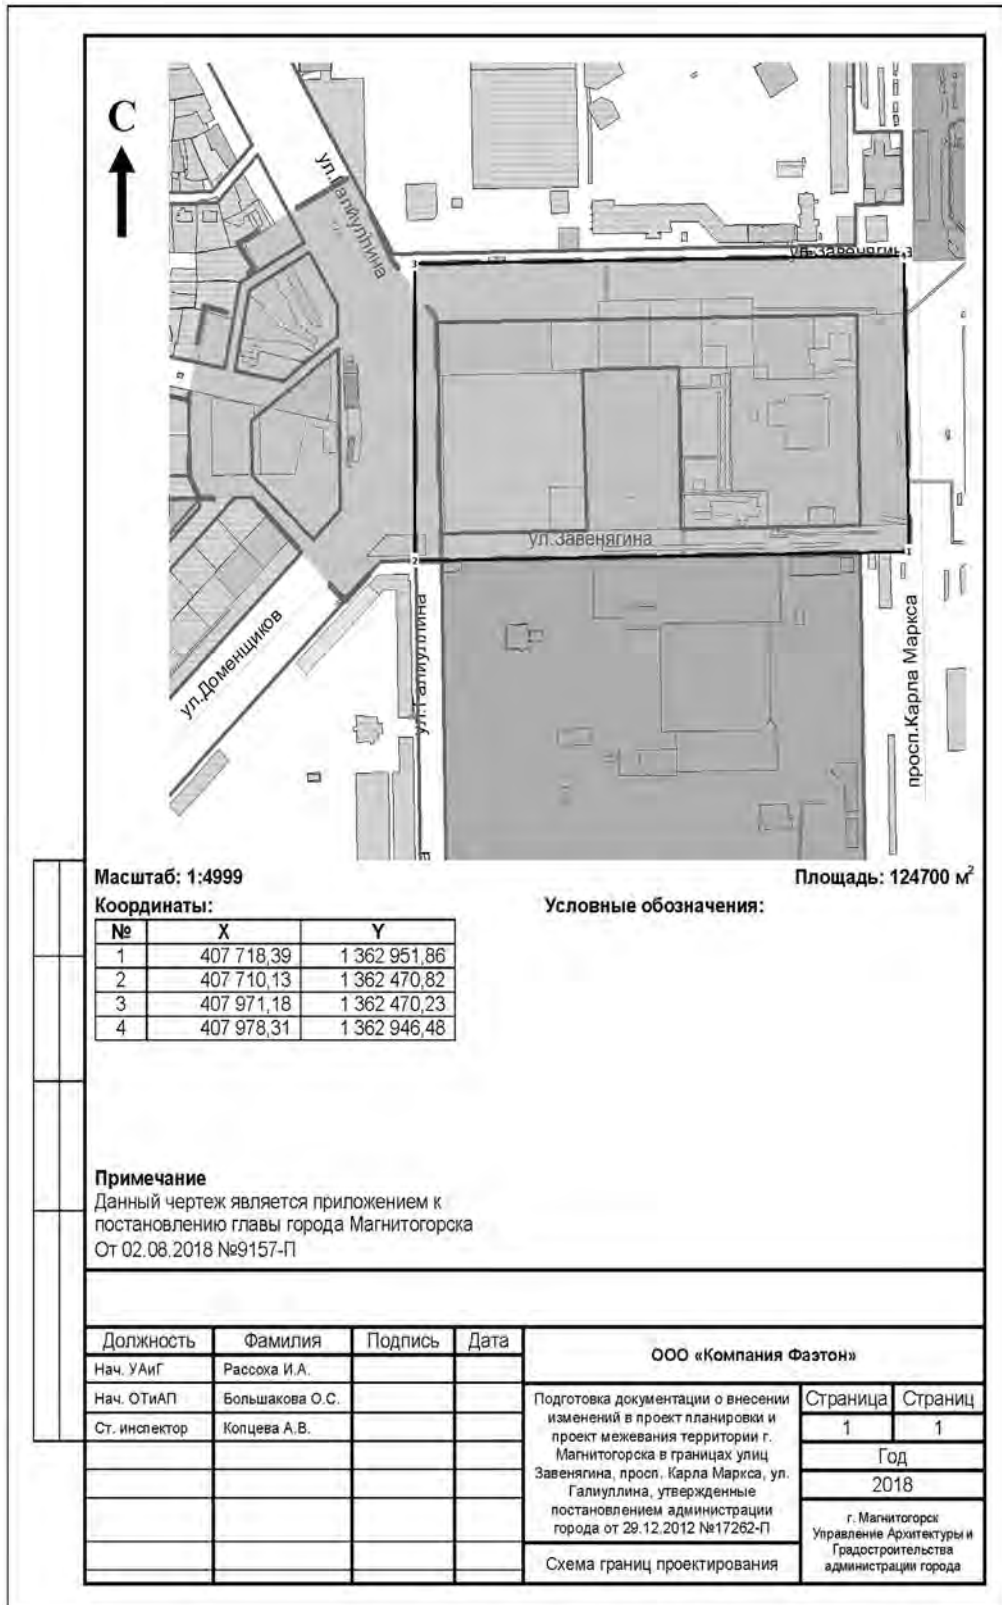 С
ул.Галиуллина
3
ул.Завенягин
4
3
ул.Завенягина
2
1
ул.Доменщиков
ул.Галиуллина
просп.Карла Маркса
Масштаб: 1:4999
Площадь: 124700 м²
Координаты:
Условные обозначения:
№ X Y
1 407 718,39 1 362 951,86
2 407 710,13 1 362 470,82
3 407 971,18 1 362 470,23
4 407 978,31 1 362 946,48
Примечание
Данный чертеж является приложением к
постановлению главы города Магнитогорска
От 02.08.2018 №9157-П
Должность Фамилия Подпись Дата
Нач. УАиГ Рассоха И.А.
Нач. ОТиАП Большакова О.С.
Ст. инспектор Копцева А.В.
ООО «Компания Фаэтон»
Подготовка документации о внесении
изменений в проект планировки и
проект межевания территории г.
Магнитогорска в границах улиц
Завенягина, просп. Карла Маркса, ул.
Галиуллина, утвержденные
постановлением администрации
города от 29.12.2012 №17262-П
Схема границ проектирования
Страница Страниц
1 1
Год
2018
г. Магнитогорск
Управление Архитектуры и
Градостроительства
администрации города